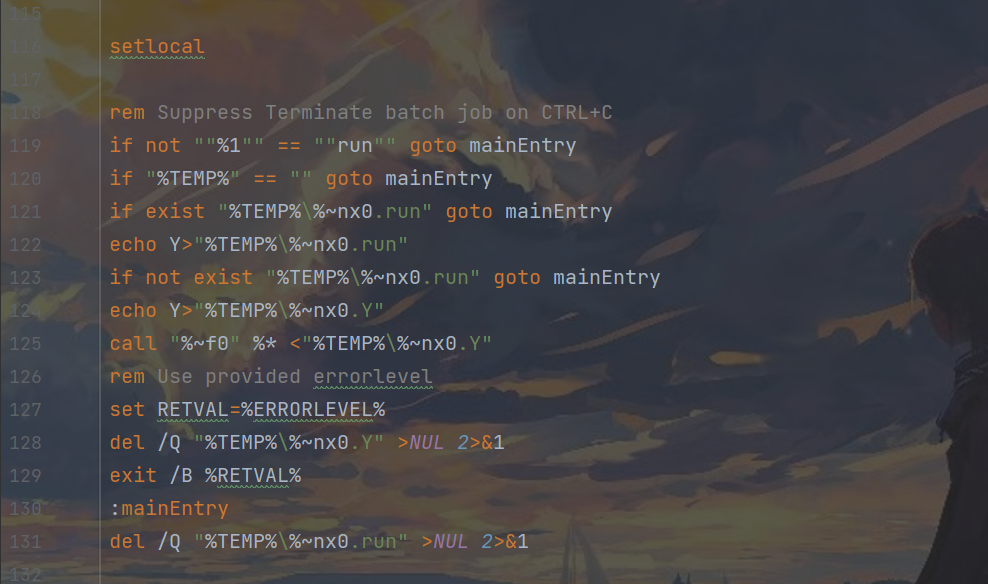 115
116 setlocal
117
118 rem Suppress Terminate batch job on CTRL+C
119 if not ""%1"" == ""run"" goto mainEntry
120 if "%TEMP%" == "" goto mainEntry
121 if exist "%TEMP%\%~nx0.run" goto mainEntry
122 echo Y>"%TEMP%\%~nx0.run"
123 if not exist "%TEMP%\%~nx0.run" goto mainEntry
124 echo Y>"%TEMP%\%~nx0.Y"
125 call "%~f0" %* <"%TEMP%\%~nx0.Y"
126 rem Use provided errorlevel
127 set RETVAL=%ERRORLEVEL%
128 del /Q "%TEMP%\%~nx0.Y" >NUL 2>&1
129 exit /B %RETVAL%
130 :mainEntry
131 del /Q "%TEMP%\%~nx0.run" >NUL 2>&1
132